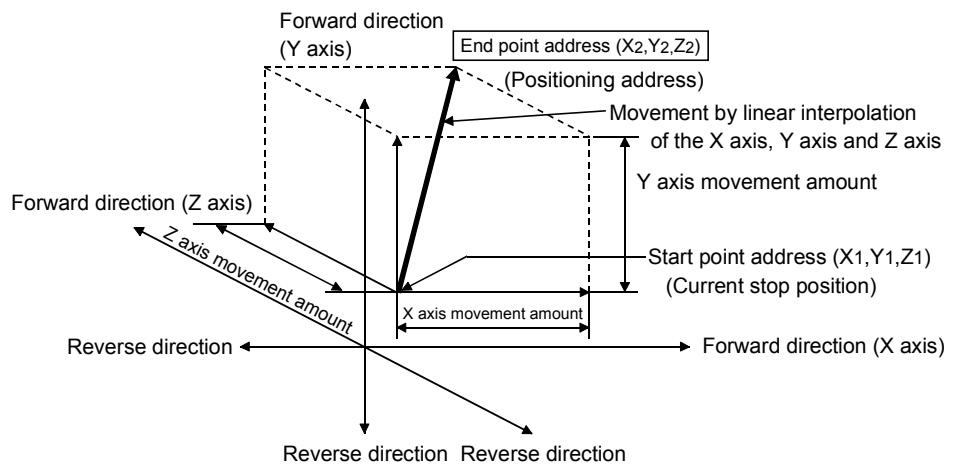 Forward direction
(Y axis)
End point address (X2,Y2,Z2)
(Positioning address)
Movement by linear interpolation
of the X axis, Y axis and Z axis
Y axis movement amount
Forward direction (Z axis)
Z axis movement amount
Start point address (X1,Y1,Z1)
(Current stop position)
X axis movement amount
Reverse direction
Forward direction (X axis)
Reverse direction
Reverse direction